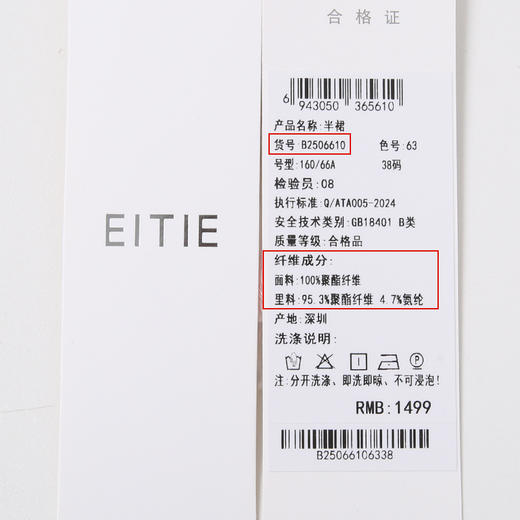 EITIE
合格证
6 943050 365610
产品名称:半裙
货号:B2506610 色号:63
号型:160/66A 38码
检验员:08
执行标准:Q/ATA005-2024
安全技术类别:GB18401 B类
质量等级:合格品
纤维成分:
面料:100%聚酯纤维
里料:95.3%聚酯纤维 4.7%氨纶
产地:深圳
洗涤说明:
P
注:分开洗涤、即洗即晾、不可浸泡!
RMB:1499
B25066106338